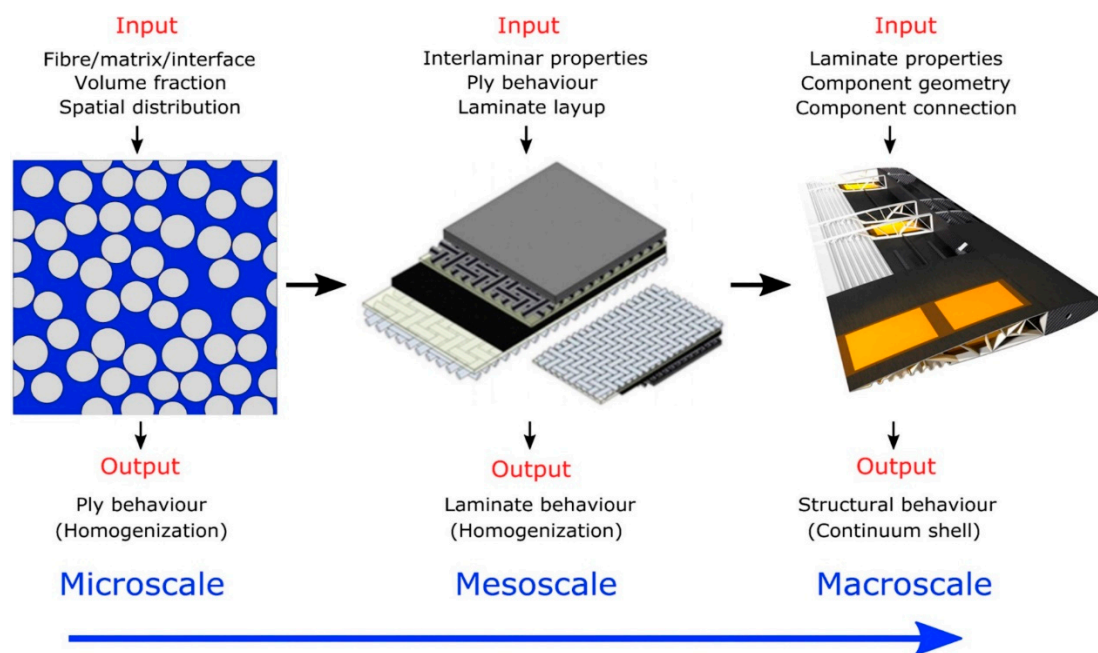 Input
Fibre/matrix/interface
Volume fraction
Spatial distribution
Input
Interlaminar properties
Ply behaviour
Laminate layup
Input
Laminate properties
Component geometry
Component connection
Output
Ply behaviour
(Homogenization)
Output
Laminate behaviour
(Homogenization)
Output
Structural behaviour
(Continuum shell)
Microscale
Mesoscale
Macroscale